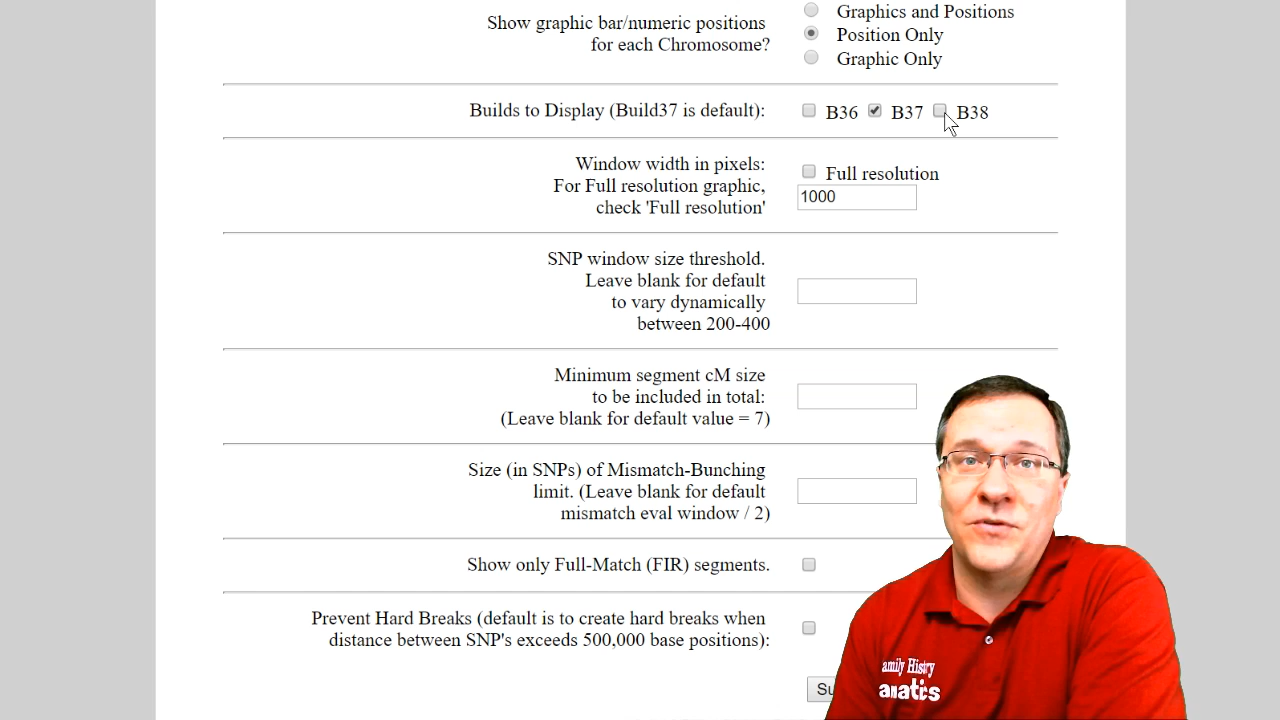 Show graphic bar/numeric positions
for each Chromosome?
Graphics and Positions
Position Only
Graphic Only
Builds to Display (Build37 is default):
B36 B37 B38
Window width in pixels:
For Full resolution graphic,
check 'Full resolution'
Full resolution
1000
SNP window size threshold.
Leave blank for default
to vary dynamically
between 200-400
Minimum segment cM size
to be included in total:
(Leave blank for default value = 7)
Size (in SNPs) of Mismatch-Bunching
limit. (Leave blank for default
mismatch eval window / 2)
Show only Full-Match (FIR) segments.
Prevent Hard Breaks (default is to create hard breaks when
distance between SNP's exceeds 500,000 base positions):
Su
amily Histry
anatics